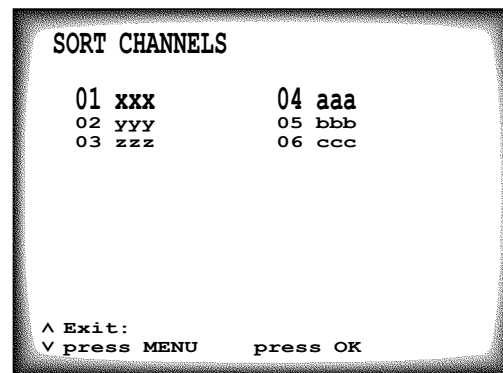 SORT CHANNELS
01 xxx 04 aaa
02 yyy 05 bbb
03 zzz 06 ccc
^ Exit:
v press MENU press OK